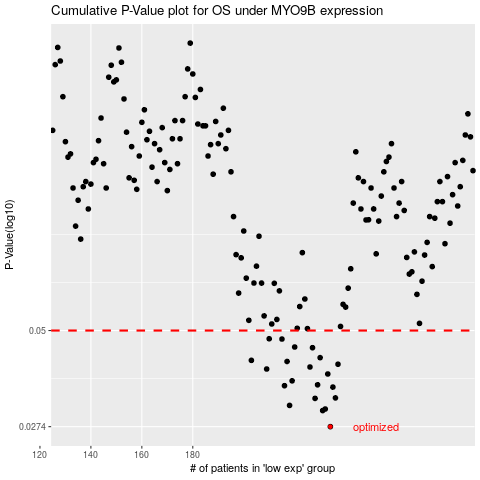 Cumulative P-Value plot for OS under MYO9B expression
P-Value(log10)
0.05
0.0274
optimized
120 140 160 180
# of patients in 'low exp' group